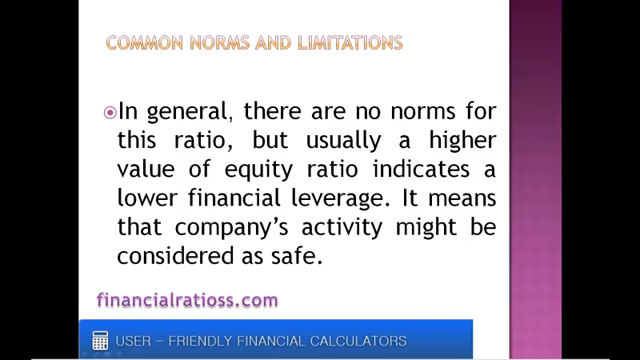 COMMON NORMS AND LIMITATIONS
In general, there are no norms for
this ratio, but usually a higher
value of equity ratio indicates a
lower financial leverage. It means
that company's activity might be
considered as safe.
financialratioss.com
USER – FRIENDLY FINANCIAL CALCULATORS